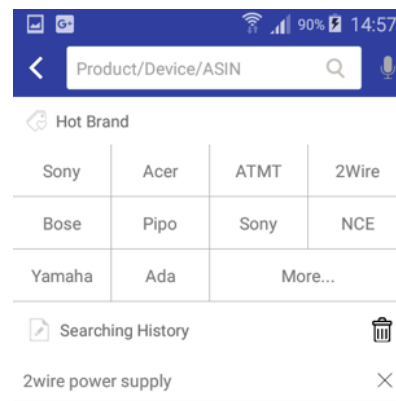 G+ 90% 14:57
Product/Device/ASIN
Hot Brand
Sony Acer ATMT 2Wire
Bose Pipo Sony NCE
Yamaha Ada More...
Searching History
2wire power supply